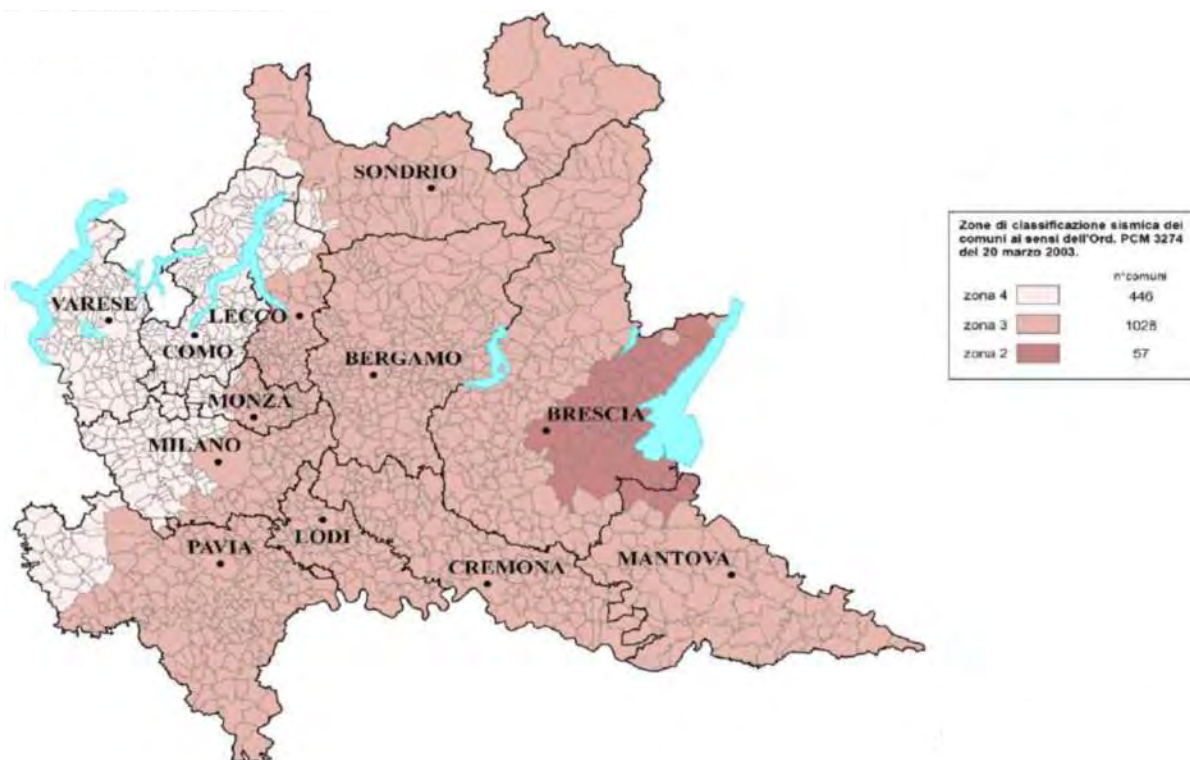 SONDRIO
VARESE
LECCO
COMO
BERGAMO
MONZA
BRESCIA
MILANO
LODI
PAVIA
MANTOVA
CREMONA
Zone di classificazione sismica dei
comuni ai sensi dell'Ord. PCM 3274
del 20 marzo 2003.
n°comuni
zona 4 446
zona 3 1028
zona 2 57